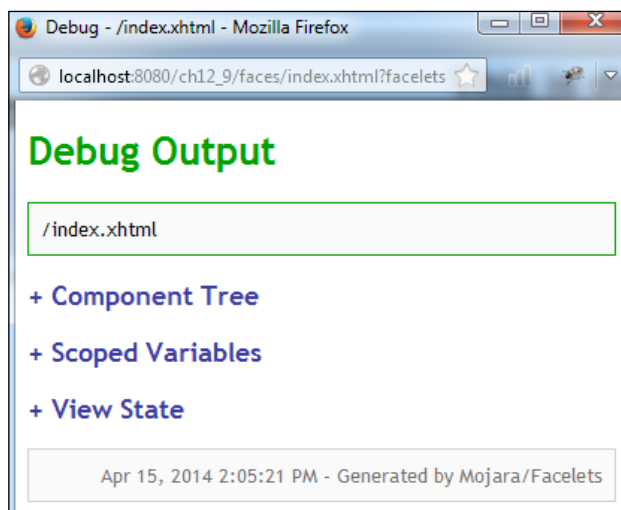 Debug - /index.xhtml - Mozilla Firefox
localhost:8080/ch12_9/faces/index.xhtml?facelets
Debug Output
/index.xhtml
+ Component Tree
+ Scoped Variables
+ View State
Apr 15, 2014 2:05:21 PM - Generated by Mojara/Facelets